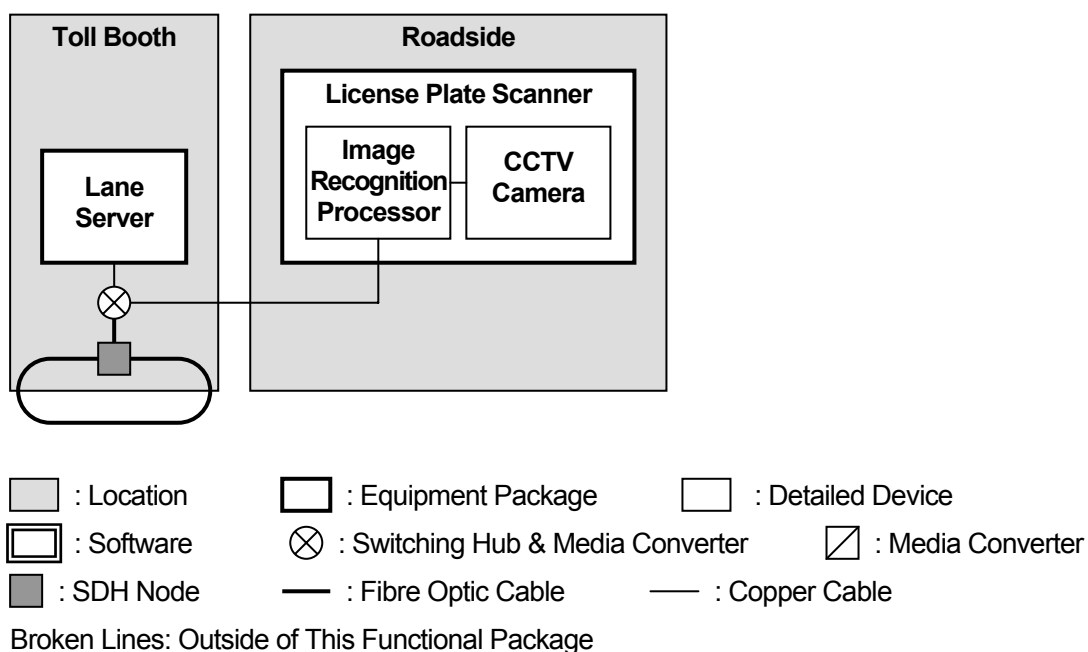 Toll Booth
Roadside
License Plate Scanner
Image
Recognition
Processor
CCTV
Camera
Lane
Server
: Location
: Equipment Package
: Detailed Device
: Software
: Switching Hub & Media Converter
: Media Converter
: SDH Node
: Fibre Optic Cable
: Copper Cable
Broken Lines: Outside of This Functional Package